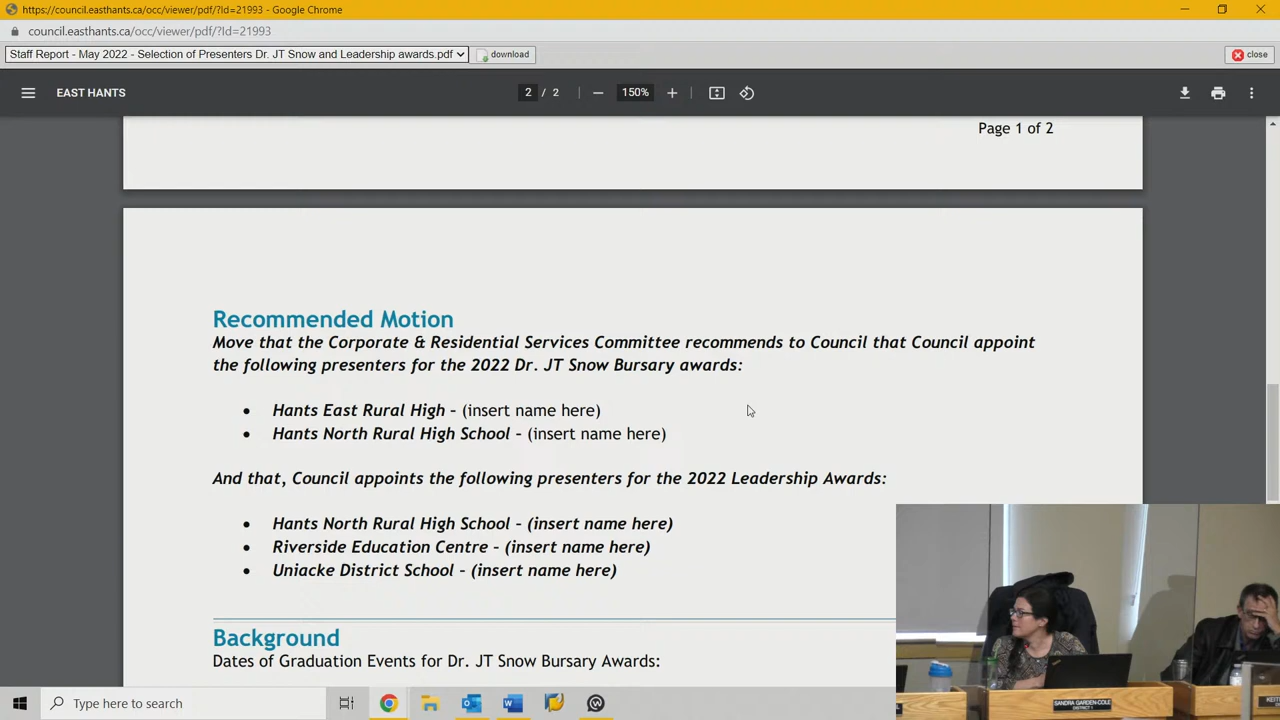 https://council.easthants.ca/occ/viewer/pdf/?Id=21993 - Google Chrome
council.easthants.ca/occ/viewer/pdf/?Id=21993
Staff Report - May 2022 - Selection of Presenters Dr. JT Snow and Leadership awards.pdf download close
EAST HANTS 2 / 2 150%
Page 1 of 2
Recommended Motion
Move that the Corporate & Residential Services Committee recommends to Council that Council appoint
the following presenters for the 2022 Dr. JT Snow Bursary awards:
• Hants East Rural High – (insert name here)
• Hants North Rural High School – (insert name here)
And that, Council appoints the following presenters for the 2022 Leadership Awards:
• Hants North Rural High School – (insert name here)
• Riverside Education Centre – (insert name here)
• Uniacke District School – (insert name here)
Background
Dates of Graduation Events for Dr. JT Snow Bursary Awards:
SANDRA GARDEN-COLE
DISTRICT 1
Type here to search